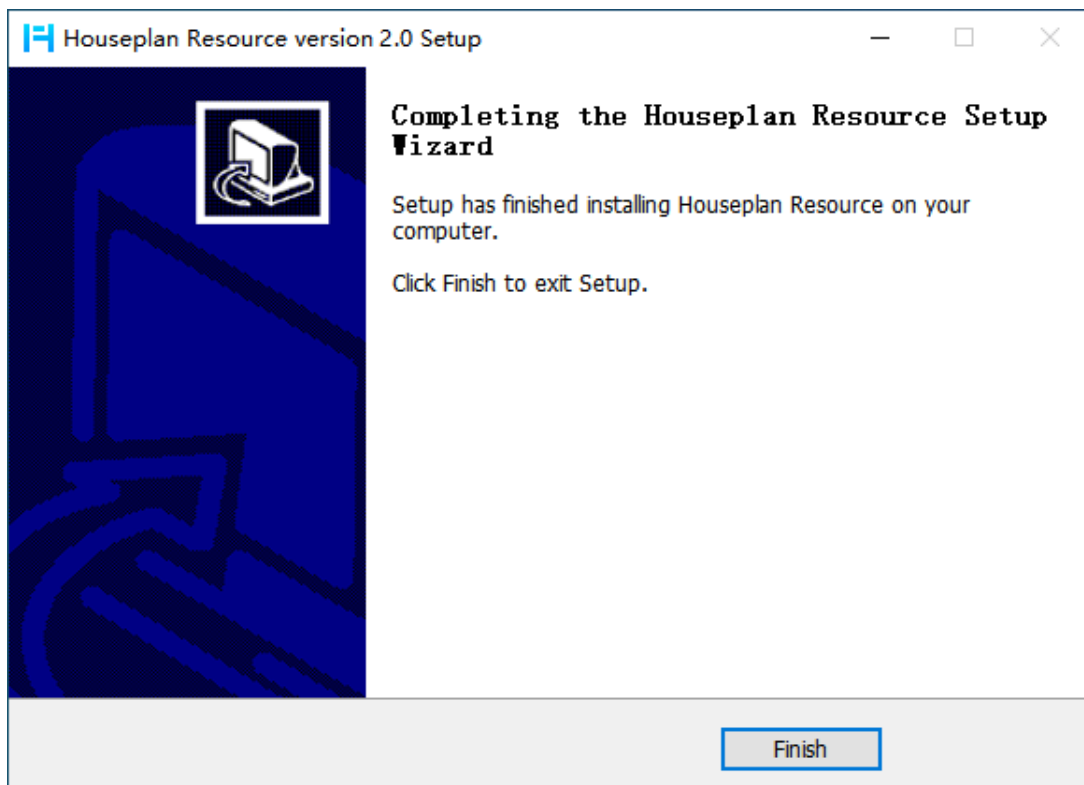 Houseplan Resource version 2.0 Setup
Completing the Houseplan Resource Setup
Wizard
Setup has finished installing Houseplan Resource on your
computer.
Click Finish to exit Setup.
Finish